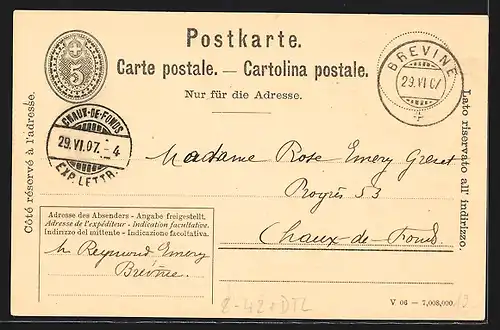 5
Postkarte.
Carte postale. — Cartolina postale.
Nur für die Adresse.
BREVINE
29.VI.07
CHAUX-DE-FONDS
29.VI.07. - 4
EXP. LETTR.
Côté réservé à l'adresse.
Lato riservato all' indirizzo.
Madame Rose Emery
Progrès 53
Chaux-de-Fonds
Adresse des Absenders - Angabe freigestellt.
Adresse de l'expéditeur - Indication facultative.
Indirizzo del mittente - Indicazione facoltativa.
Reymond Emery
Brévine.
V 06 — 7,008,000.